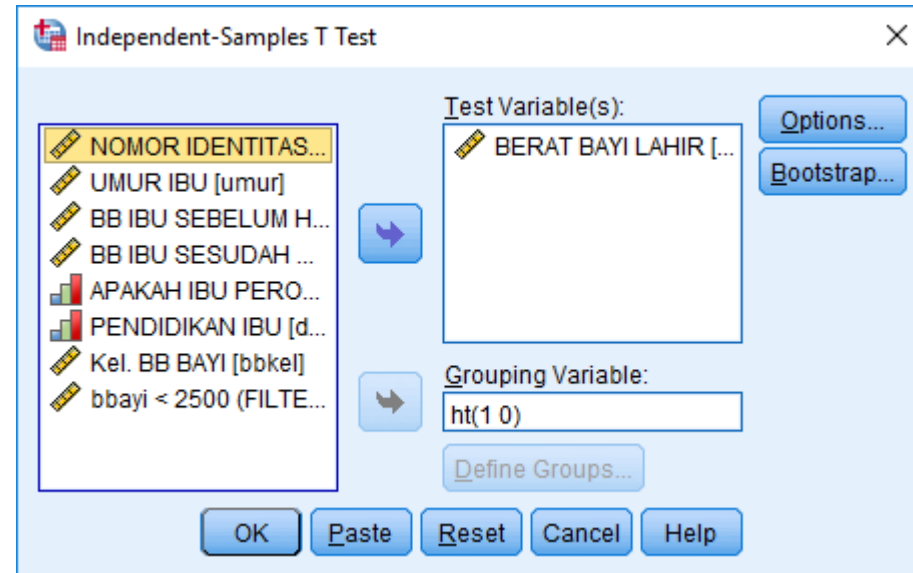 Independent-Samples T Test
NOMOR IDENTITAS...
UMUR IBU [umur]
BB IBU SEBELUM H...
BB IBU SESUDAH ...
APAKAH IBU PERO...
PENDIDIKAN IBU [d...
Kel. BB BAYI [bbkel]
bbayi < 2500 (FILTE...
Test Variable(s):
BERAT BAYI LAHIR [...
Grouping Variable:
ht(1 0)
Define Groups...
Options...
Bootstrap...
OK Paste Reset Cancel Help